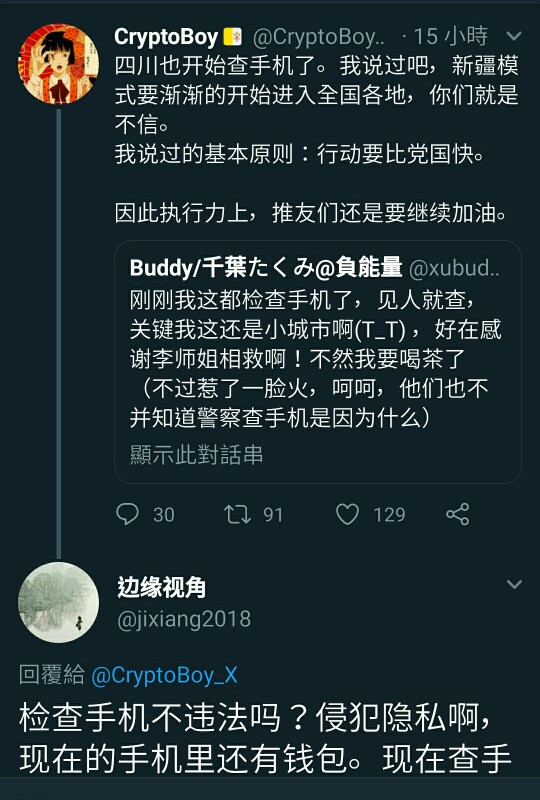 CryptoBoy @CryptoBoy.. · 15 小時
四川也开始查手机了。我说过吧，新疆模
式要渐渐的开始进入全国各地，你们就是
不信。
我说过的基本原则：行动要比党国快。
因此执行力上，推友们还是要继续加油。
Buddy/千葉たくみ@負能量 @xubud..
刚刚我这都检查手机了，见人就查，
关键我这还是小城市啊(T_T)，好在感
谢李师姐相救啊！不然我要喝茶了
（不过惹了一脸火，呵呵，他们也不
并知道警察查手机是因为什么）
顯示此對話串
30 91 129
边缘视角
@jixiang2018
回覆給 @CryptoBoy_X
检查手机不违法吗？侵犯隐私啊，
现在的手机里还有钱包。现在查手